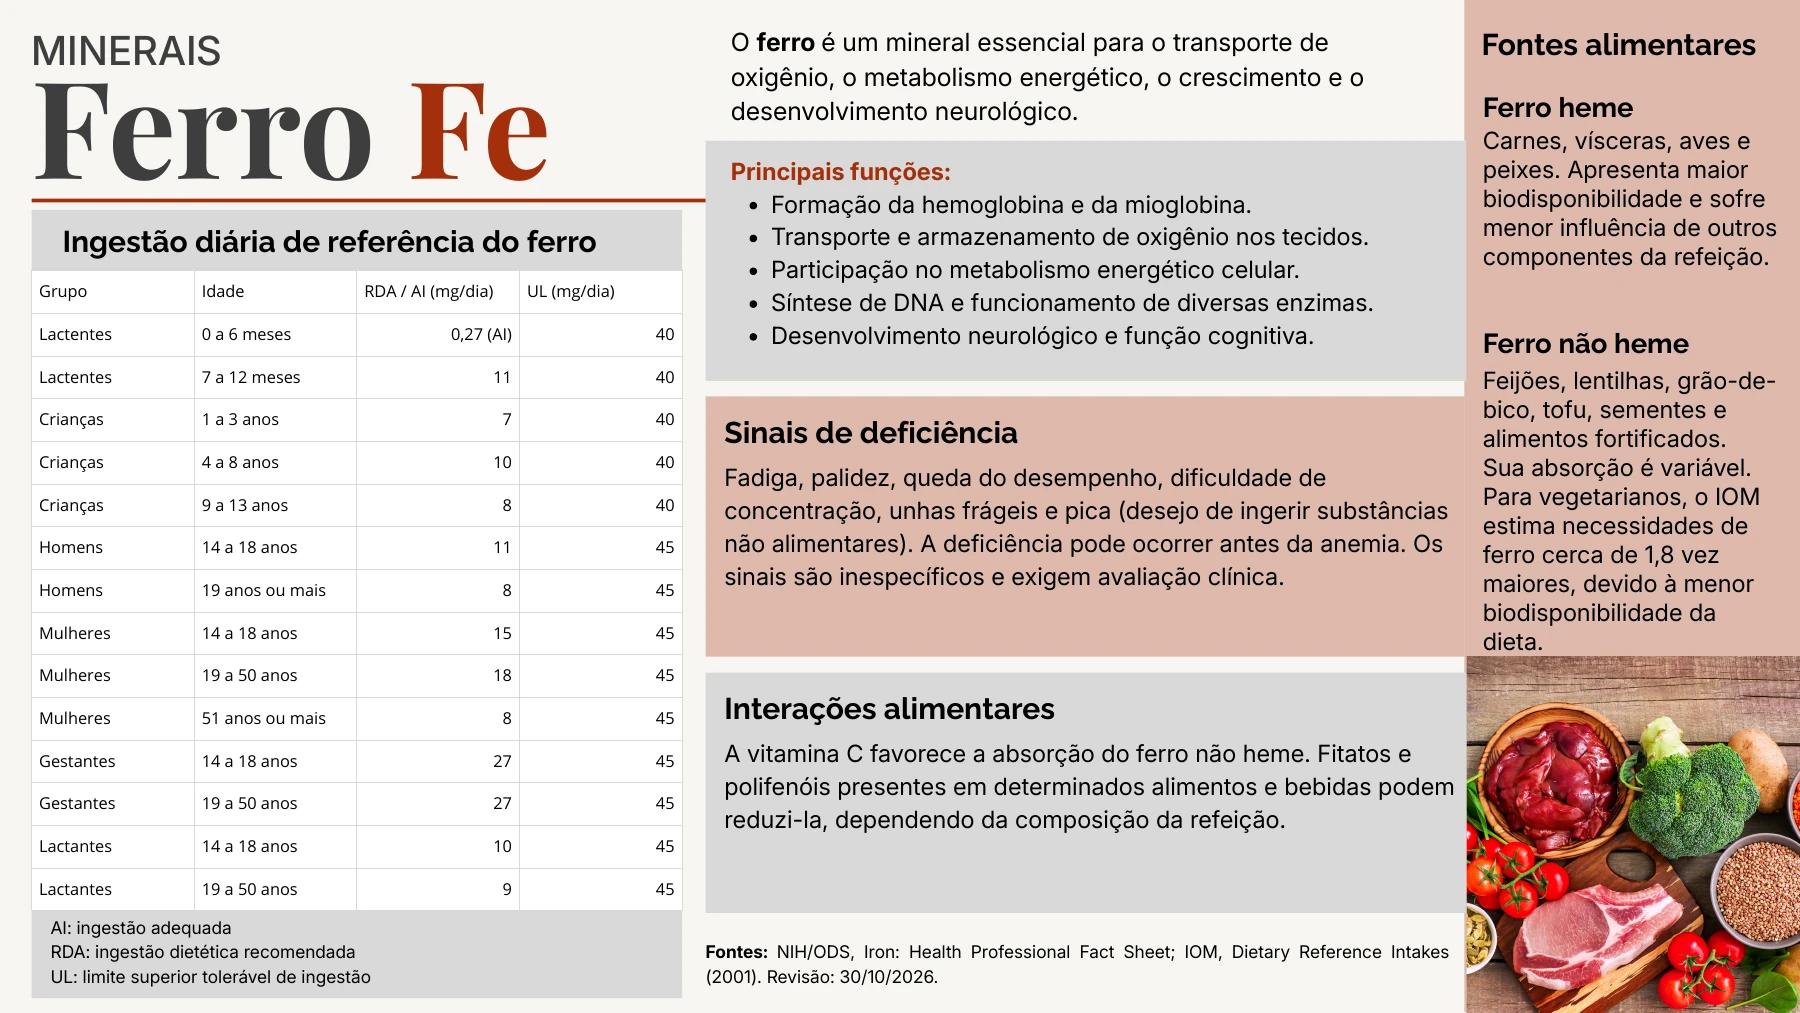 MINERAIS
Ferro Fe
Ingestão diária de referência do ferro
Grupo Idade RDA / AI (mg/dia) UL (mg/dia)
Lactentes 0 a 6 meses 0,27 (AI) 40
Lactentes 7 a 12 meses 11 40
Crianças 1 a 3 anos 7 40
Crianças 4 a 8 anos 10 40
Crianças 9 a 13 anos 8 40
Homens 14 a 18 anos 11 45
Homens 19 anos ou mais 8 45
Mulheres 14 a 18 anos 15 45
Mulheres 19 a 50 anos 18 45
Mulheres 51 anos ou mais 8 45
Gestantes 14 a 18 anos 27 45
Gestantes 19 a 50 anos 27 45
Lactantes 14 a 18 anos 10 45
Lactantes 19 a 50 anos 9 45
AI: ingestão adequada
RDA: ingestão dietética recomendada
UL: limite superior tolerável de ingestão
O ferro é um mineral essencial para o transporte de
oxigênio, o metabolismo energético, o crescimento e o
desenvolvimento neurológico.
Principais funções:
• Formação da hemoglobina e da mioglobina.
• Transporte e armazenamento de oxigênio nos tecidos.
• Participação no metabolismo energético celular.
• Síntese de DNA e funcionamento de diversas enzimas.
• Desenvolvimento neurológico e função cognitiva.
Sinais de deficiência
Fadiga, palidez, queda do desempenho, dificuldade de
concentração, unhas frágeis e pica (desejo de ingerir substâncias
não alimentares). A deficiência pode ocorrer antes da anemia. Os
sinais são inespecíficos e exigem avaliação clínica.
Interações alimentares
A vitamina C favorece a absorção do ferro não heme. Fitatos e
polifenóis presentes em determinados alimentos e bebidas podem
reduzi-la, dependendo da composição da refeição.
Fontes: NIH/ODS, Iron: Health Professional Fact Sheet; IOM, Dietary Reference Intakes
(2001). Revisão: 30/10/2026.
Fontes alimentares
Ferro heme
Carnes, vísceras, aves e
peixes. Apresenta maior
biodisponibilidade e sofre
menor influência de outros
componentes da refeição.
Ferro não heme
Feijões, lentilhas, grão-de-
bico, tofu, sementes e
alimentos fortificados.
Sua absorção é variável.
Para vegetarianos, o IOM
estima necessidades de
ferro cerca de 1,8 vez
maiores, devido à menor
biodisponibilidade da
dieta.